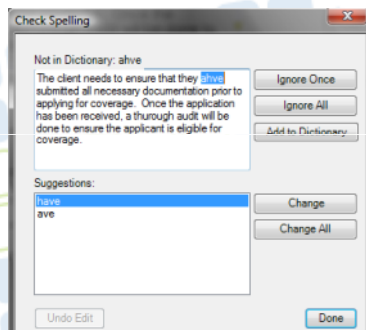 Check Spelling
Not in Dictionary: ahve
The client needs to ensure that they ahve
submitted all necessary documentation prior to
applying for coverage. Once the application
has been received, a thurough audit will be
done to ensure the applicant is eligible for
coverage.
Ignore Once
Ignore All
Add to Dictionary
Suggestions:
have
ave
Change
Change All
Undo Edit
Done